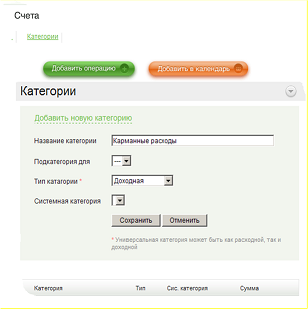 Счета
Категории
Добавить операцию
Добавить в календарь
Категории
Добавить новую категорию
Название категории Карманные расходы
Подкатегория для ---
Тип катагории * Доходная
Системная категория
Сохранить Отменить
* Универсальная категория может быть как расходной, так и
доходной
Категория Тип Сис. категория Сумма